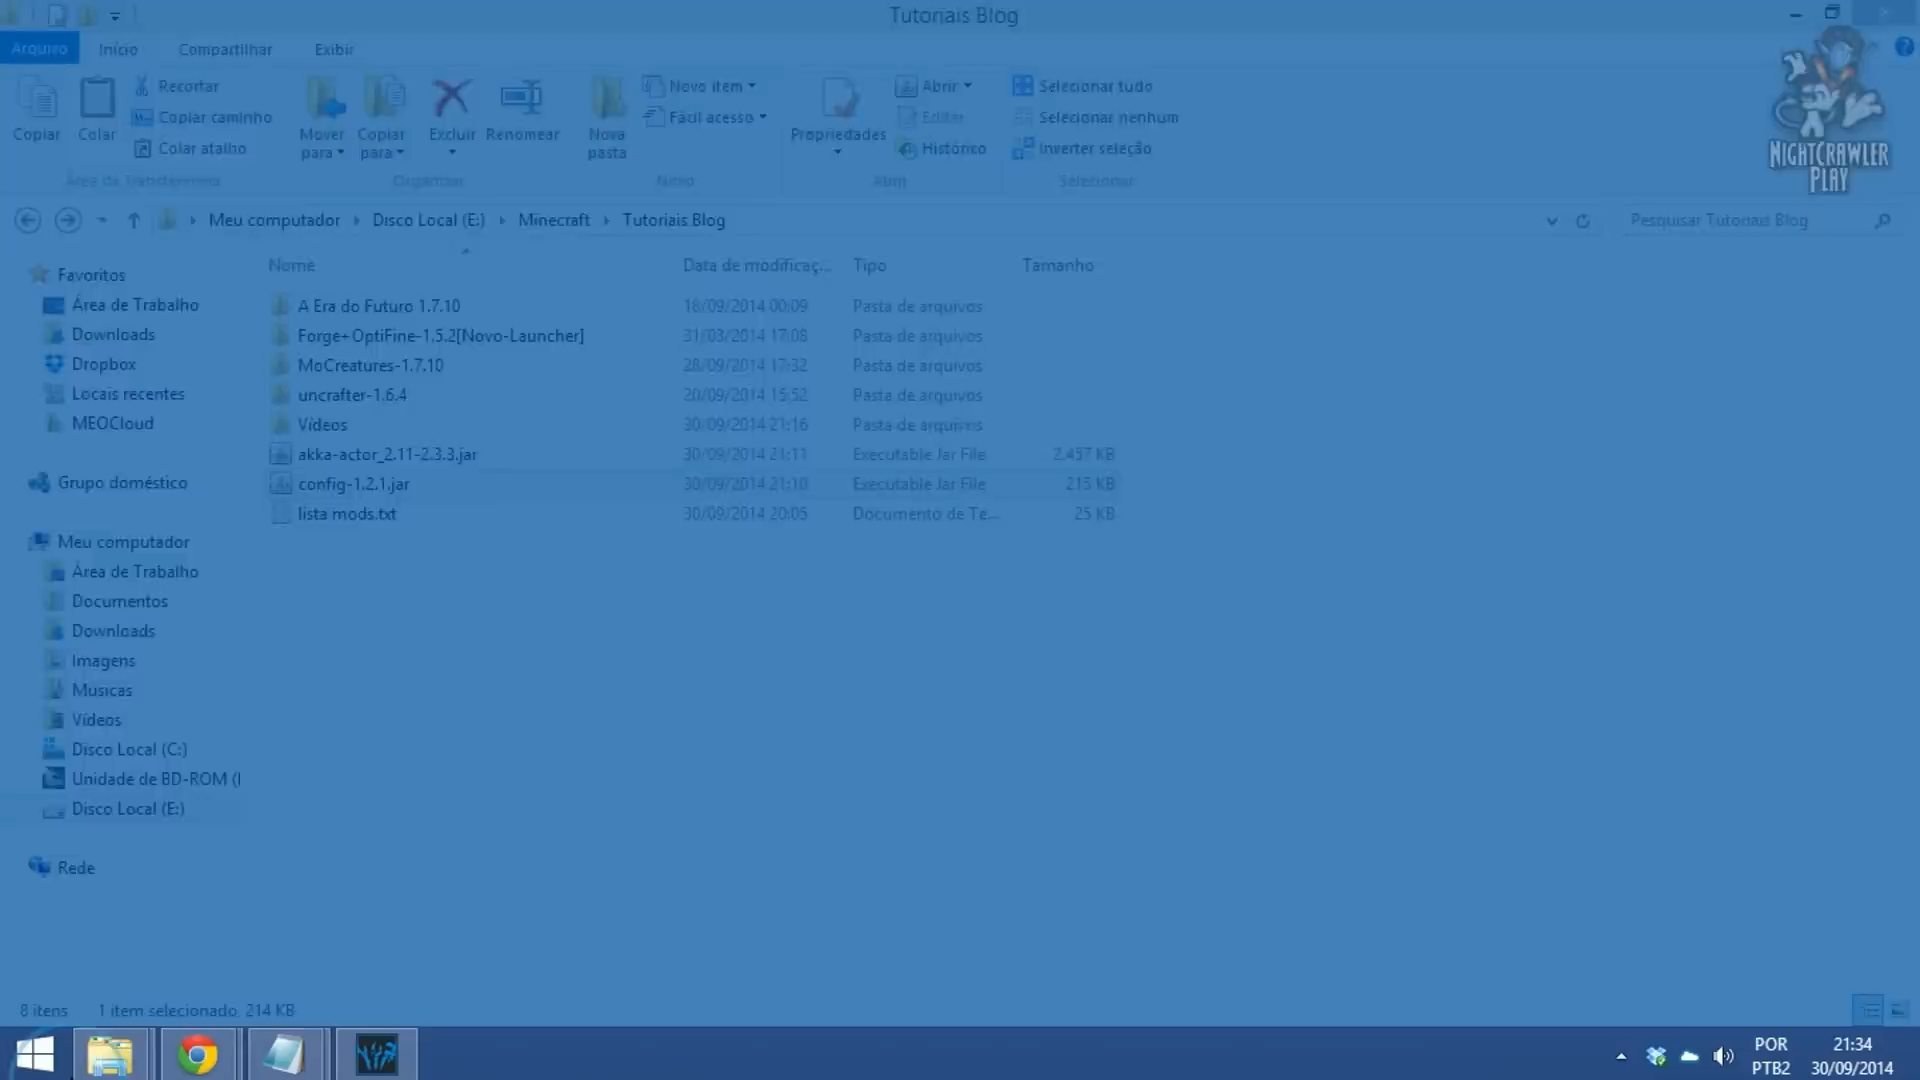 Tutoriais Blog
Arquivo Início Compartilhar Exibir
Copiar
Colar
Recortar
Copiar caminho
Colar atalho
Área de Transferência
Mover para
Copiar para
Excluir
Renomear
Organizar
Nova pasta
Novo item
Fácil acesso
Novo
Propriedades
Abrir
Editar
Histórico
Abrir
Selecionar tudo
Selecionar nenhum
Inverter seleção
Selecionar
NIGHTCRAWLER
PLAY
Meu computador Disco Local (E:) Minecraft Tutoriais Blog
Pesquisar Tutoriais Blog
Favoritos
Área de Trabalho
Downloads
Dropbox
Locais recentes
MEOCloud
Grupo doméstico
Meu computador
Área de Trabalho
Documentos
Downloads
Imagens
Musicas
Vídeos
Disco Local (C:)
Unidade de BD-ROM (
Disco Local (E:)
Rede
Nome Data de modificaç... Tipo Tamanho
A Era do Futuro 1.7.10 18/09/2014 00:09 Pasta de arquivos
Forge+OptiFine-1.5.2[Novo-Launcher] 31/03/2014 17:08 Pasta de arquivos
MoCreatures-1.7.10 28/09/2014 17:32 Pasta de arquivos
uncrafter-1.6.4 20/09/2014 15:52 Pasta de arquivos
Vídeos 30/09/2014 21:16 Pasta de arquivos
akka-actor_2.11-2.3.3.jar 30/09/2014 21:11 Executable Jar File 2.457 KB
config-1.2.1.jar 30/09/2014 21:10 Executable Jar File 215 KB
lista mods.txt 30/09/2014 20:05 Documento de Te... 25 KB
8 itens 1 item selecionado 214 KB
POR
PTB2
21:34
30/09/2014